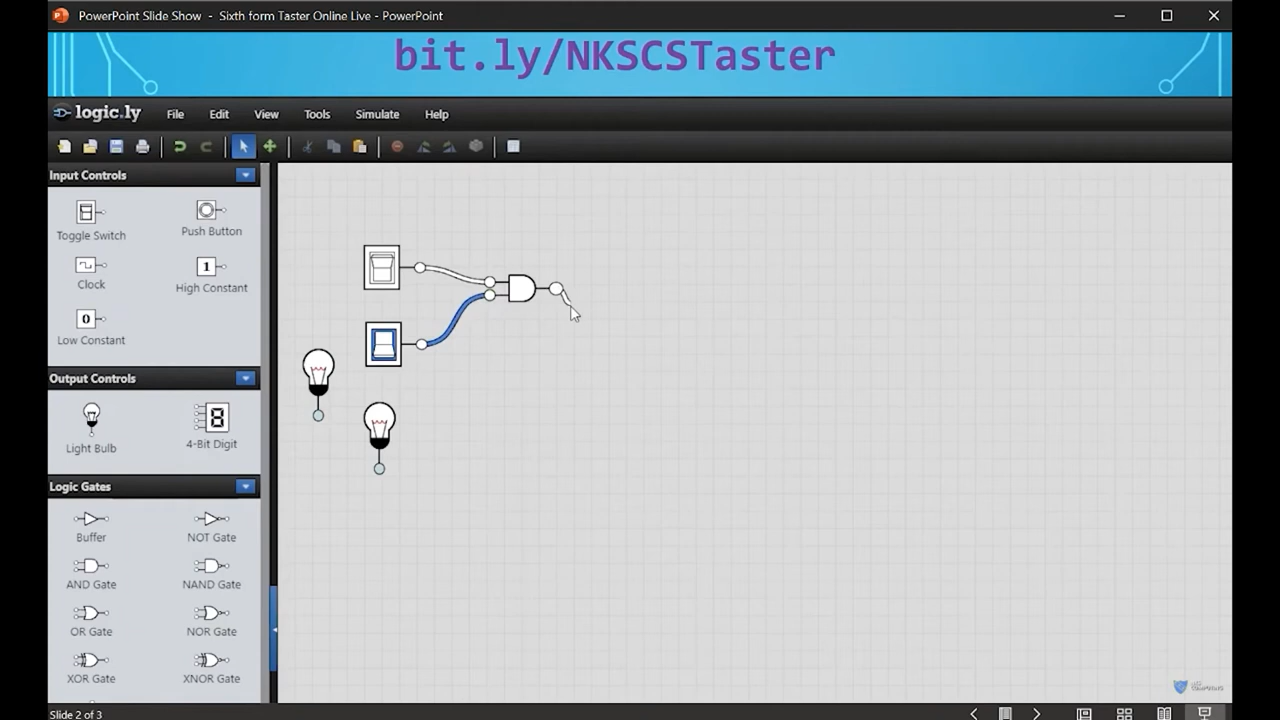 PowerPoint Slide Show - Sixth form Taster Online Live - PowerPoint
bit.ly/NKSCSTaster
logic.ly File Edit View Tools Simulate Help
Input Controls
Toggle Switch Push Button
Clock High Constant
1
0
Low Constant
Output Controls
8
Light Bulb 4-Bit Digit
Logic Gates
Buffer NOT Gate
AND Gate NAND Gate
OR Gate NOR Gate
XOR Gate XNOR Gate
Slide 2 of 3